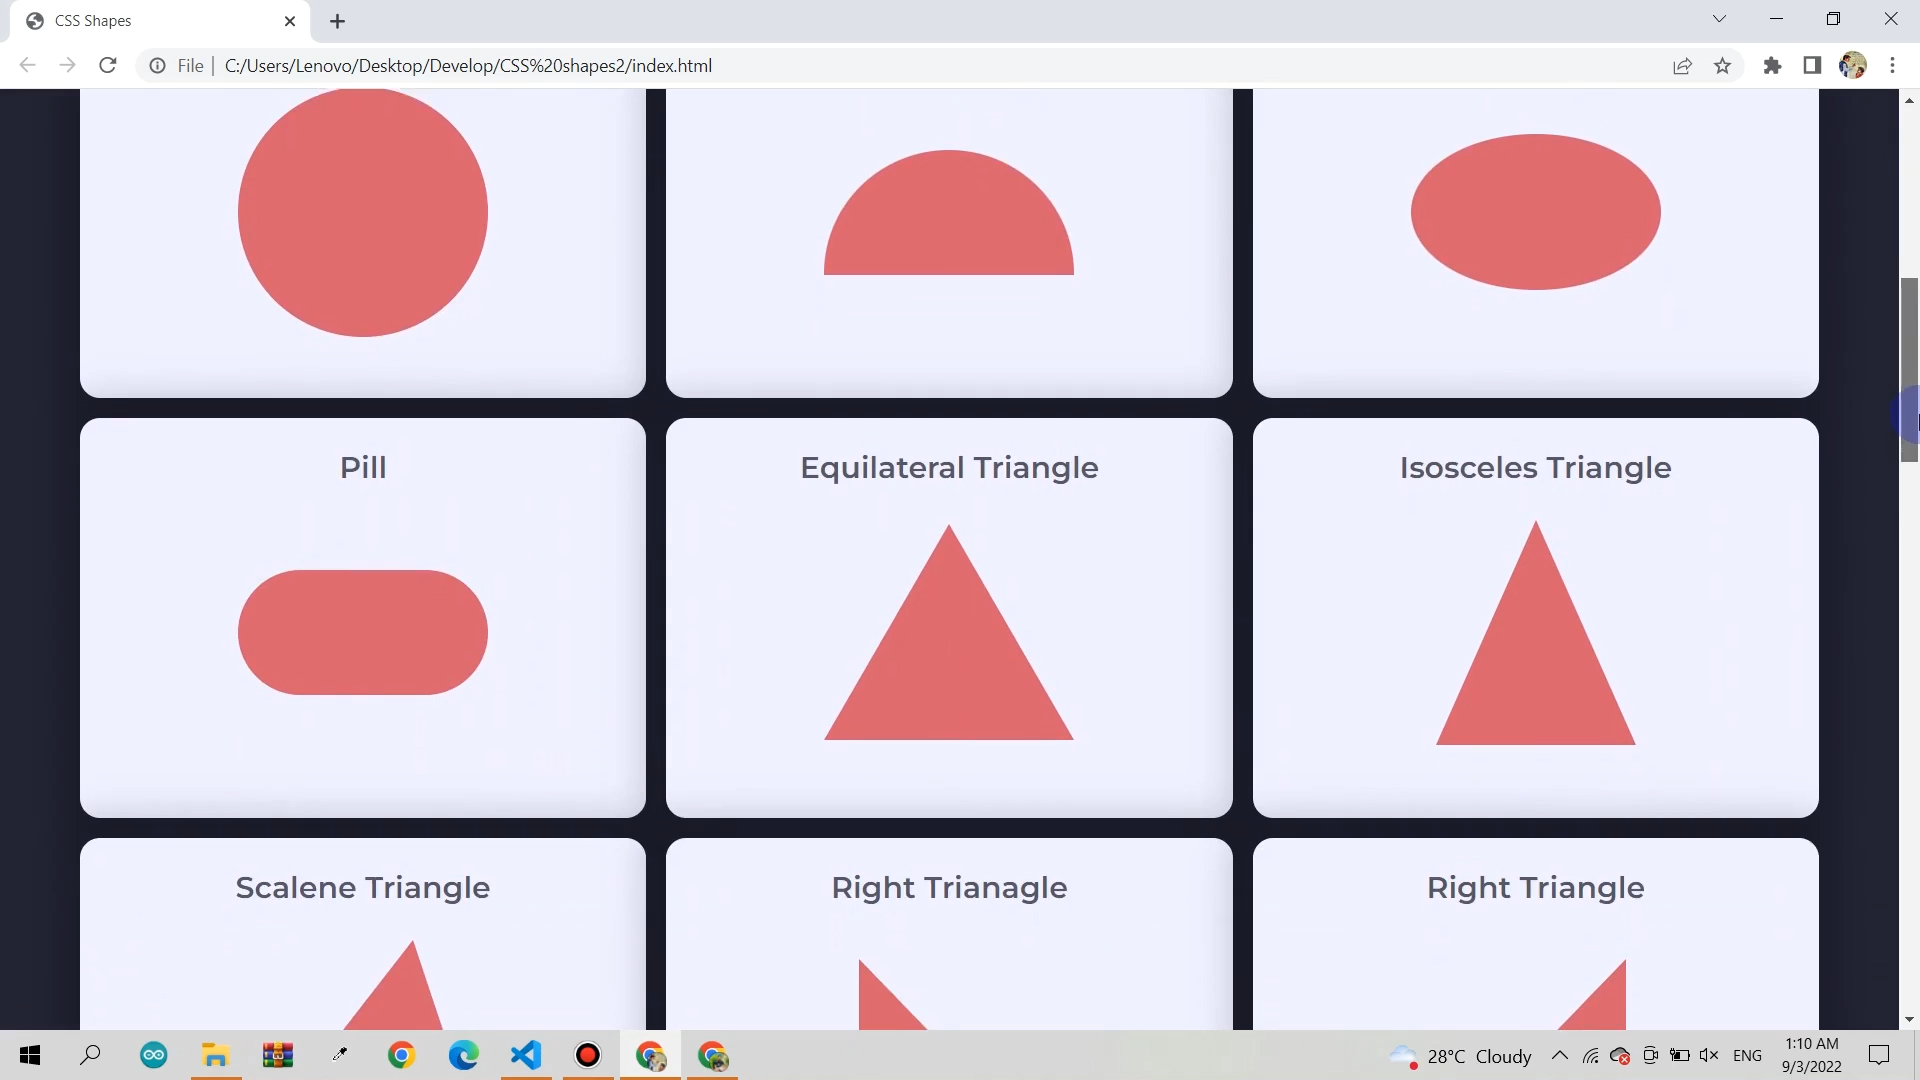 CSS Shapes
File | C:/Users/Lenovo/Desktop/Develop/CSS%20shapes2/index.html
Pill
Equilateral Triangle
Isosceles Triangle
Scalene Triangle
Right Trianagle
Right Triangle
28°C Cloudy
ENG
1:10 AM
9/3/2022